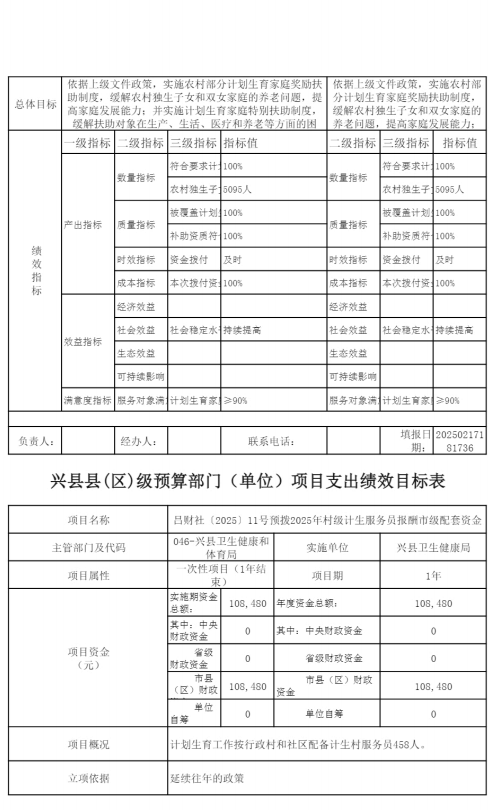 总体目标
依据上级文件政策，实施农村部分计划生育家庭奖励扶
助制度，缓解农村独生子女和双女家庭的养老问题，提
高家庭发展能力；并实施计划生育家庭特别扶助制度，
缓解扶助对象在生产、生活、医疗和养老等方面的困
依据上级文件政策，实施农村部
分计划生育家庭奖励扶助制度，
缓解农村独生子女和双女家庭的
养老问题，提高家庭发展能力；
绩效指标
一级指标 二级指标 三级指标 指标值 二级指标 三级指标 指标值
产出指标
数量指标 符合要求计 100% 数量指标 符合要求计 100%
农村独生子 5095人 农村独生子 5095人
质量指标 被覆盖计划 100% 质量指标 被覆盖计划 100%
补助资质符 100% 补助资质符 100%
时效指标 资金拨付 及时 时效指标 资金拨付 及时
成本指标 本次拨付资 100% 成本指标 本次拨付资 100%
效益指标
经济效益 经济效益
社会效益 社会稳定水 持续提高 社会效益 社会稳定水 持续提高
生态效益 生态效益
可持续影响 可持续影响
满意度指标 服务对象满 计划生育家 ≥90% 服务对象满 计划生育家 ≥90%
负责人： 经办人： 联系电话： 填报日期： 20250217181736
兴县县(区)级预算部门（单位）项目支出绩效目标表
项目名称 吕财社〔2025〕11号预拨2025年村级计生服务员报酬市级配套资金
主管部门及代码 046-兴县卫生健康和体育局 实施单位 兴县卫生健康局
项目属性 一次性项目（1年结束） 项目期 1年
项目资金（元）
实施期资金总额： 108,480 年度资金总额： 108,480
其中：中央财政资金 0 其中：中央财政资金 0
省级财政资金 0 省级财政资金 0
市县（区）财政 108,480 市县（区）财政资金 108,480
单位自筹 0 单位自筹 0
项目概况 计划生育工作按行政村和社区配备计生村服务员458人。
立项依据 延续往年的政策